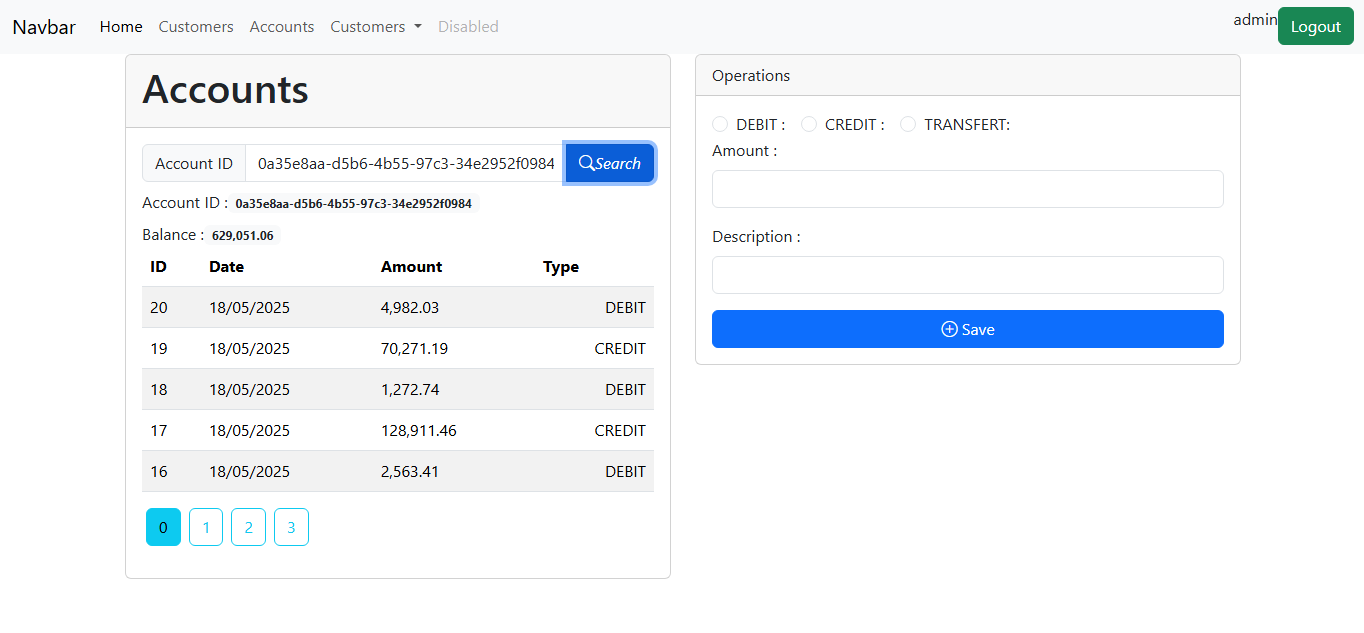 Navbar Home Customers Accounts Customers Disabled admin Logout
Accounts
Account ID 0a35e8aa-d5b6-4b55-97c3-34e2952f0984 Search
Account ID : 0a35e8aa-d5b6-4b55-97c3-34e2952f0984
Balance : 629,051.06
ID Date Amount Type
20 18/05/2025 4,982.03 DEBIT
19 18/05/2025 70,271.19 CREDIT
18 18/05/2025 1,272.74 DEBIT
17 18/05/2025 128,911.46 CREDIT
16 18/05/2025 2,563.41 DEBIT
0 1 2 3
Operations
DEBIT : CREDIT : TRANSFERT:
Amount :
Description :
Save